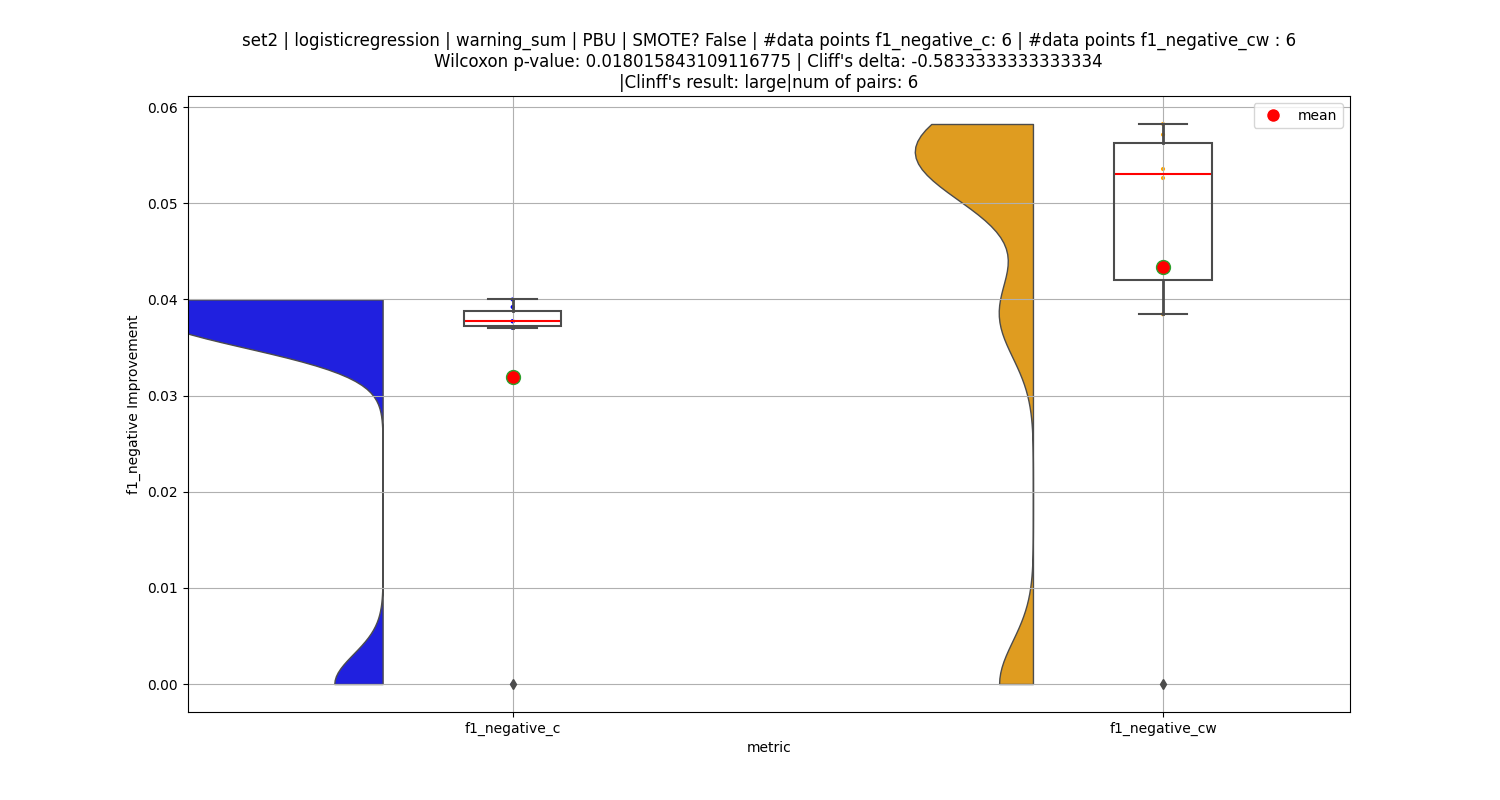 set2 | logisticregression | warning_sum | PBU | SMOTE? False | #data points f1_negative_c: 6 | #data points f1_negative_cw : 6
Wilcoxon p-value: 0.018015843109116775 | Cliff's delta: -0.5833333333333334
|Clinff's result: large|num of pairs: 6
mean
0.06
0.05
0.04
0.03
0.02
0.01
0.00
f1_negative Improvement
f1_negative_c
f1_negative_cw
metric